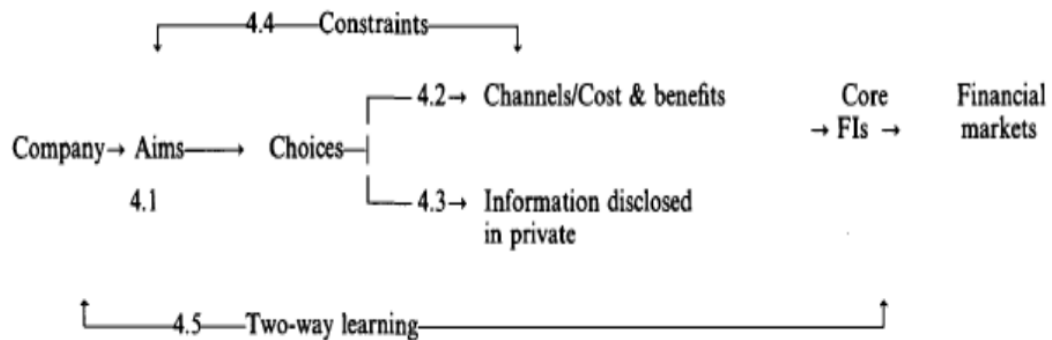 4.4 Constraints
4.2 Channels/Cost & benefits
Core Financial
FIs markets
Company Aims Choices
4.1
4.3 Information disclosed
in private
4.5 Two-way learning